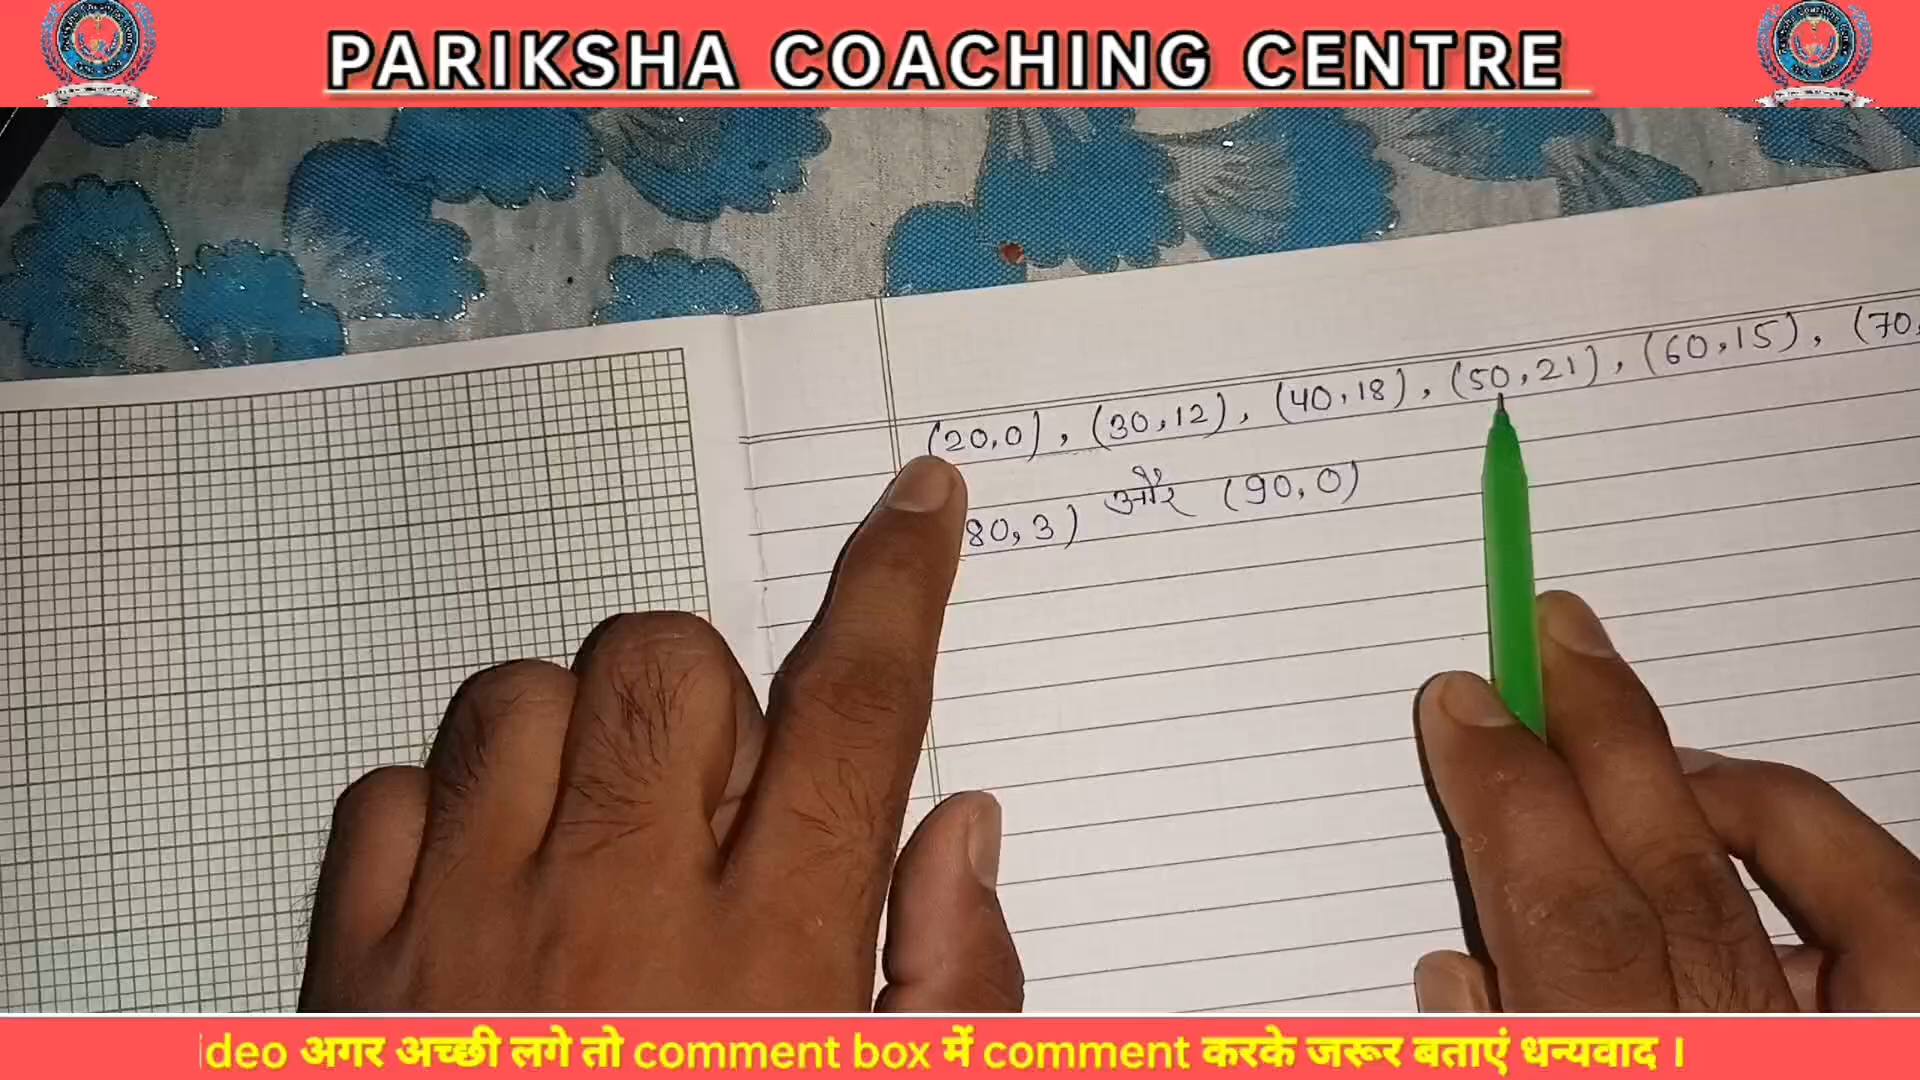 PARIKSHA COACHING CENTRE
(20,0), (30,12), (40,18), (50,21), (60,15), (70,
80,3) और (90,0)
deo अगर अच्छी लगे तो comment box में comment करके जरूर बताएं धन्यवाद ।